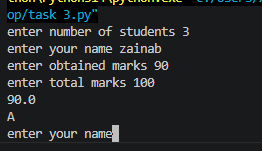 op/task 3.py"
enter number of students 3
enter your name zainab
enter obtained marks 90
enter total marks 100
90.0
A
enter your name